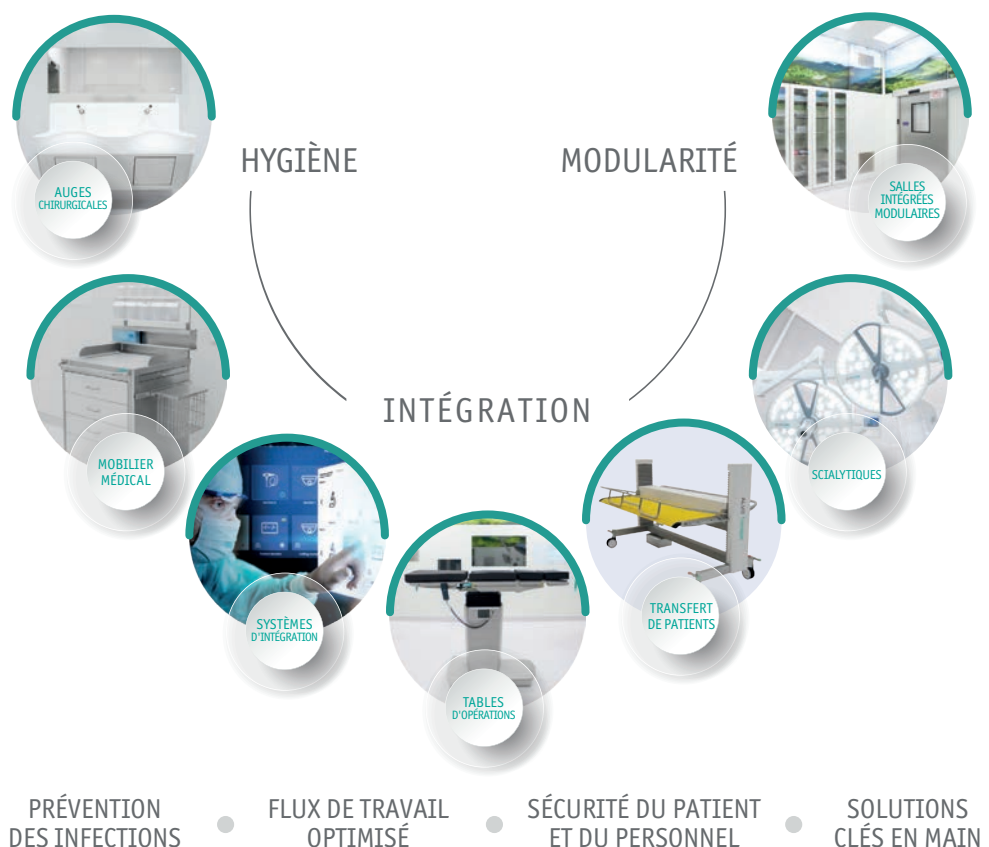 HYGIÈNE
MODULARITÉ
INTÉGRATION
AUGES
CHIRURGICALES
MOBILIER
MÉDICAL
SYSTÈMES
D'INTÉGRATION
TABLES
D'OPÉRATIONS
TRANSFERT
DE PATIENTS
SCIALYTIQUES
SALLES
INTÉGRÉES
MODULAIRES
PRÉVENTION
DES INFECTIONS
FLUX DE TRAVAIL
OPTIMISÉ
SÉCURITÉ DU PATIENT
ET DU PERSONNEL
SOLUTIONS
CLÉS EN MAIN